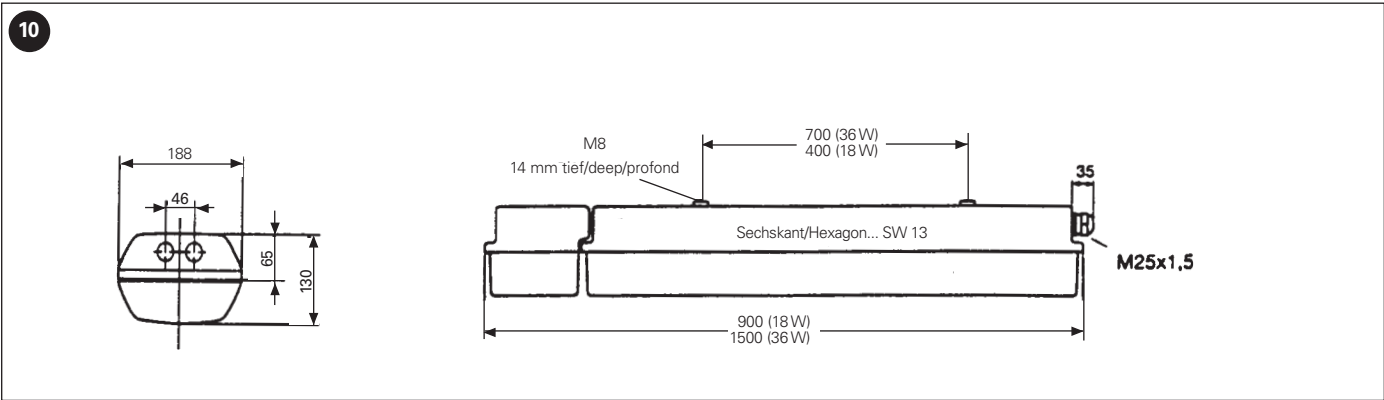 10
188
46
65
130
M8
14 mm tief/deep/profond
700 (36 W)
400 (18 W)
35
Sechskant/Hexagon... SW 13
M25x1,5
900 (18 W)
1500 (36 W)